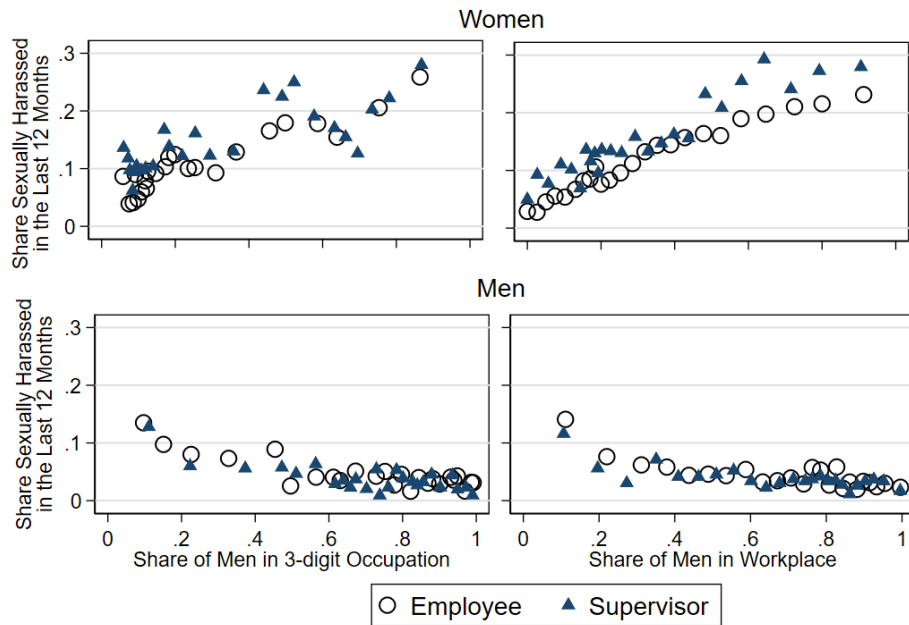 Women
Share Sexually Harassed
in the Last 12 Months
.3
.2
.1
0
Men
Share Sexually Harassed
in the Last 12 Months
.3
.2
.1
0
0 .2 .4 .6 .8 1
Share of Men in 3-digit Occupation
0 .2 .4 .6 .8 1
Share of Men in Workplace
Employee Supervisor